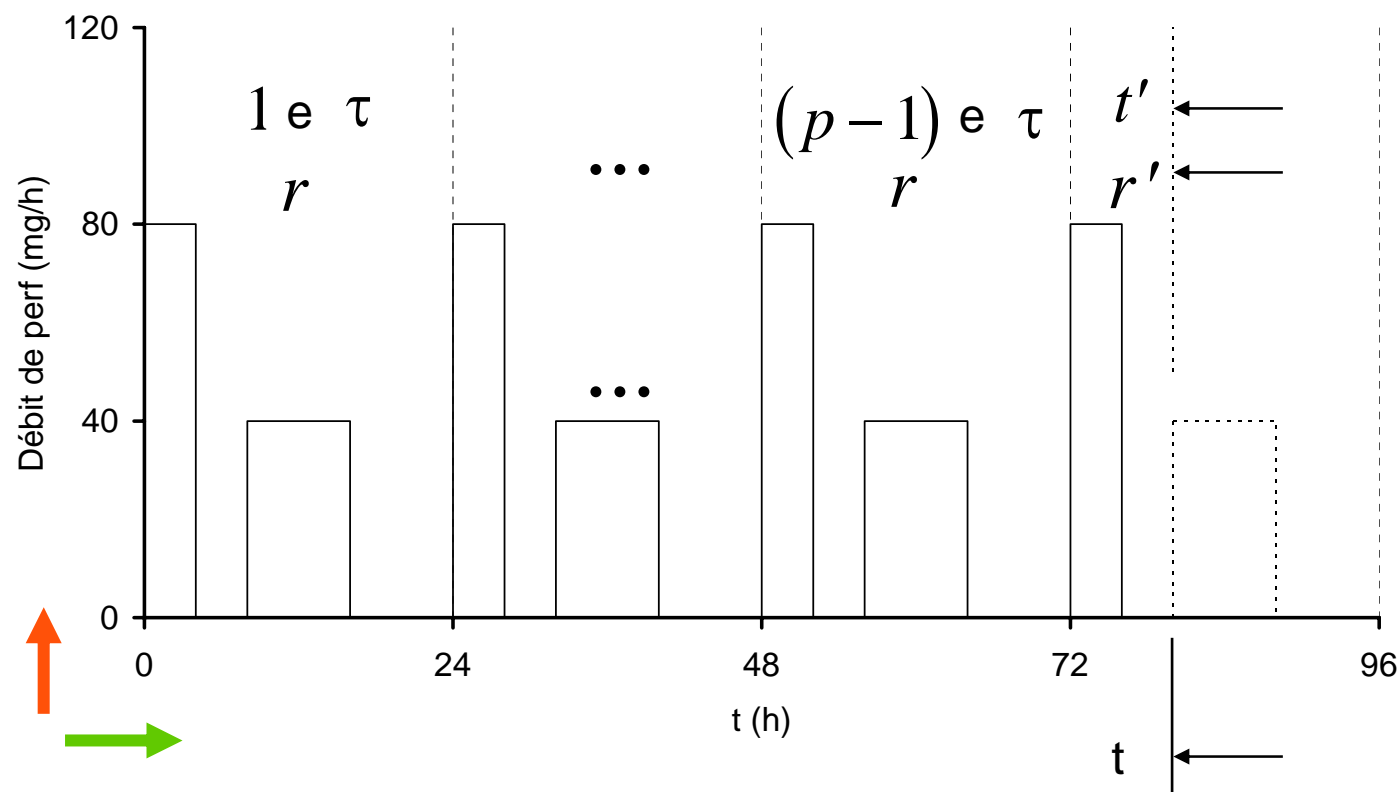 120
1 e τ
(p − 1) e τ
t′
r
•••
r
r′
80
Débit de perf (mg/h)
•••
40
0
0 24 48 72 96
t (h)
t